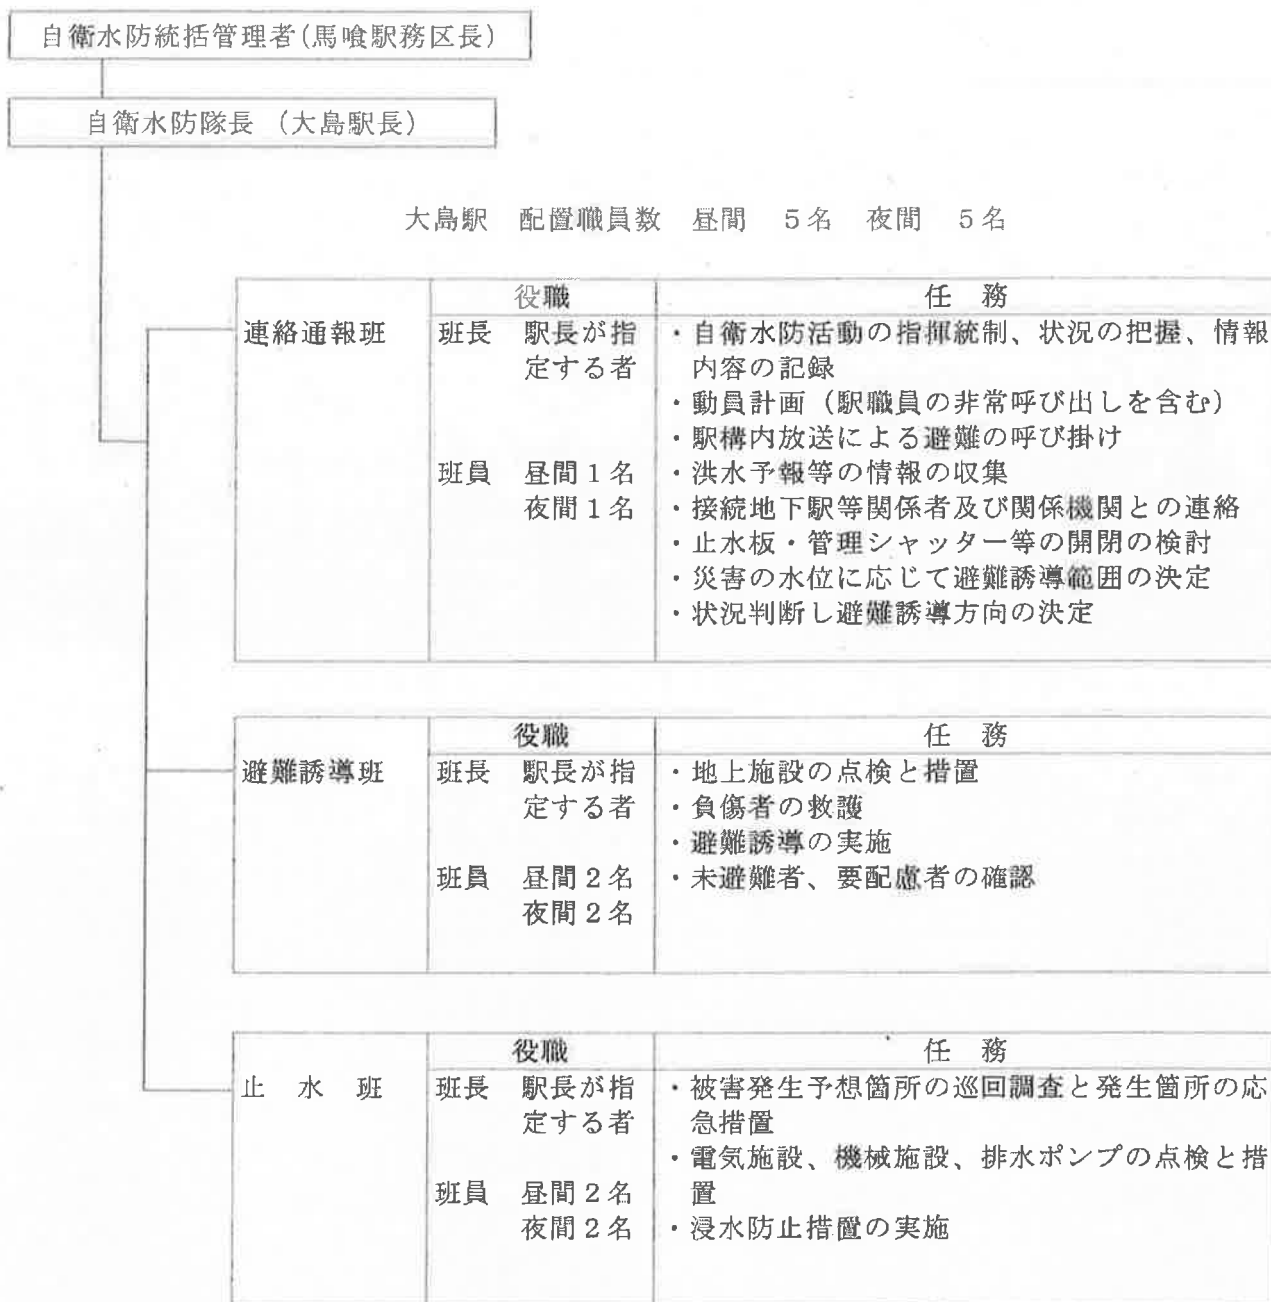 自衛水防統括管理者(馬喰駅務区長)
自衛水防隊長 (大島駅長)
大島駅 配置職員数 昼間 5名 夜間 5名
役職 任 務
連絡通報班 班長 駅長が指 ・自衛水防活動の指揮統制、状況の把握、情報
定する者 内容の記録
・動員計画(駅職員の非常呼び出しを含む)
・駅構内放送による避難の呼び掛け
班員 昼間1名 ・洪水予報等の情報の収集
夜間1名 ・接続地下駅等関係者及び関係機関との連絡
・止水板・管理シャッター等の開閉の検討
・災害の水位に応じて避難誘導範囲の決定
・状況判断し避難誘導方向の決定
役職 任 務
避難誘導班 班長 駅長が指 ・地上施設の点検と措置
定する者 ・負傷者の救護
・避難誘導の実施
班員 昼間2名 ・未避難者、要配慮者の確認
夜間2名
役職 任 務
止 水 班 班長 駅長が指 ・被害発生予想箇所の巡回調査と発生箇所の応
定する者 急措置
・電気施設、機械施設、排水ポンプの点検と措
班員 昼間2名 置
夜間2名 ・浸水防止措置の実施